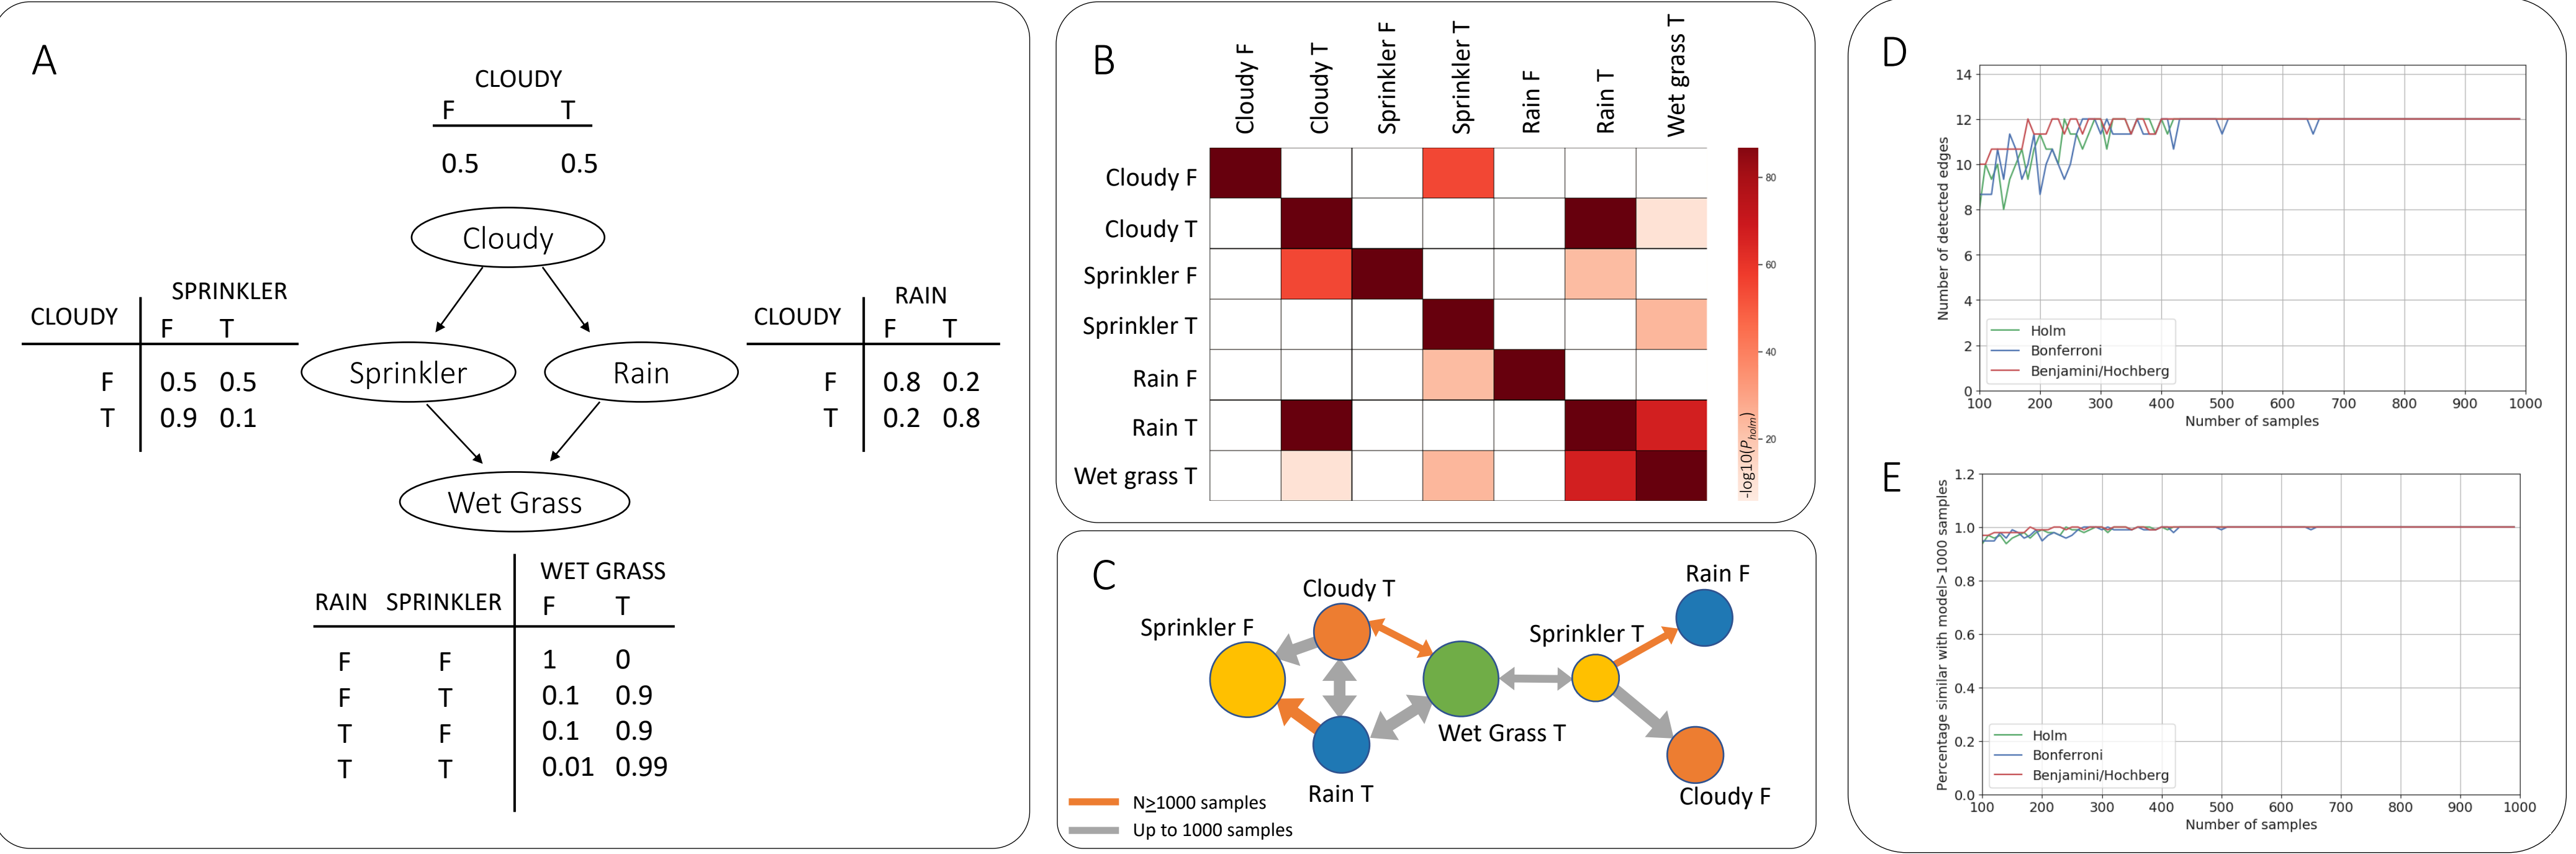 A
CLOUDY
F T
0.5 0.5
Cloudy
SPRINKLER
CLOUDY F T
F 0.5 0.5
T 0.9 0.1
Sprinkler
Rain
RAIN
CLOUDY F T
F 0.8 0.2
T 0.2 0.8
Wet Grass
WET GRASS
RAIN SPRINKLER F T
F F 1 0
F T 0.1 0.9
T F 0.1 0.9
T T 0.01 0.99
B
Cloudy F
Cloudy T
Sprinkler F
Sprinkler T
Rain F
Rain T
Wet grass T
Cloudy F
Cloudy T
Sprinkler F
Sprinkler T
Rain F
Rain T
Wet grass T
80
60
40
20
-log10(Pholm)
C
Sprinkler F
Cloudy T
Rain T
Wet Grass T
Sprinkler T
Rain F
Cloudy F
N≥1000 samples
Up to 1000 samples
D
Number of detected edges
14
12
10
8
6
4
2
0
Holm
Bonferroni
Benjamini/Hochberg
100 200 300 400 500 600 700 800 900 1000
Number of samples
E
Percentage similar with model>1000 samples
1.2
1.0
0.8
0.6
0.4
0.2
0.0
Holm
Bonferroni
Benjamini/Hochberg
100 200 300 400 500 600 700 800 900 1000
Number of samples